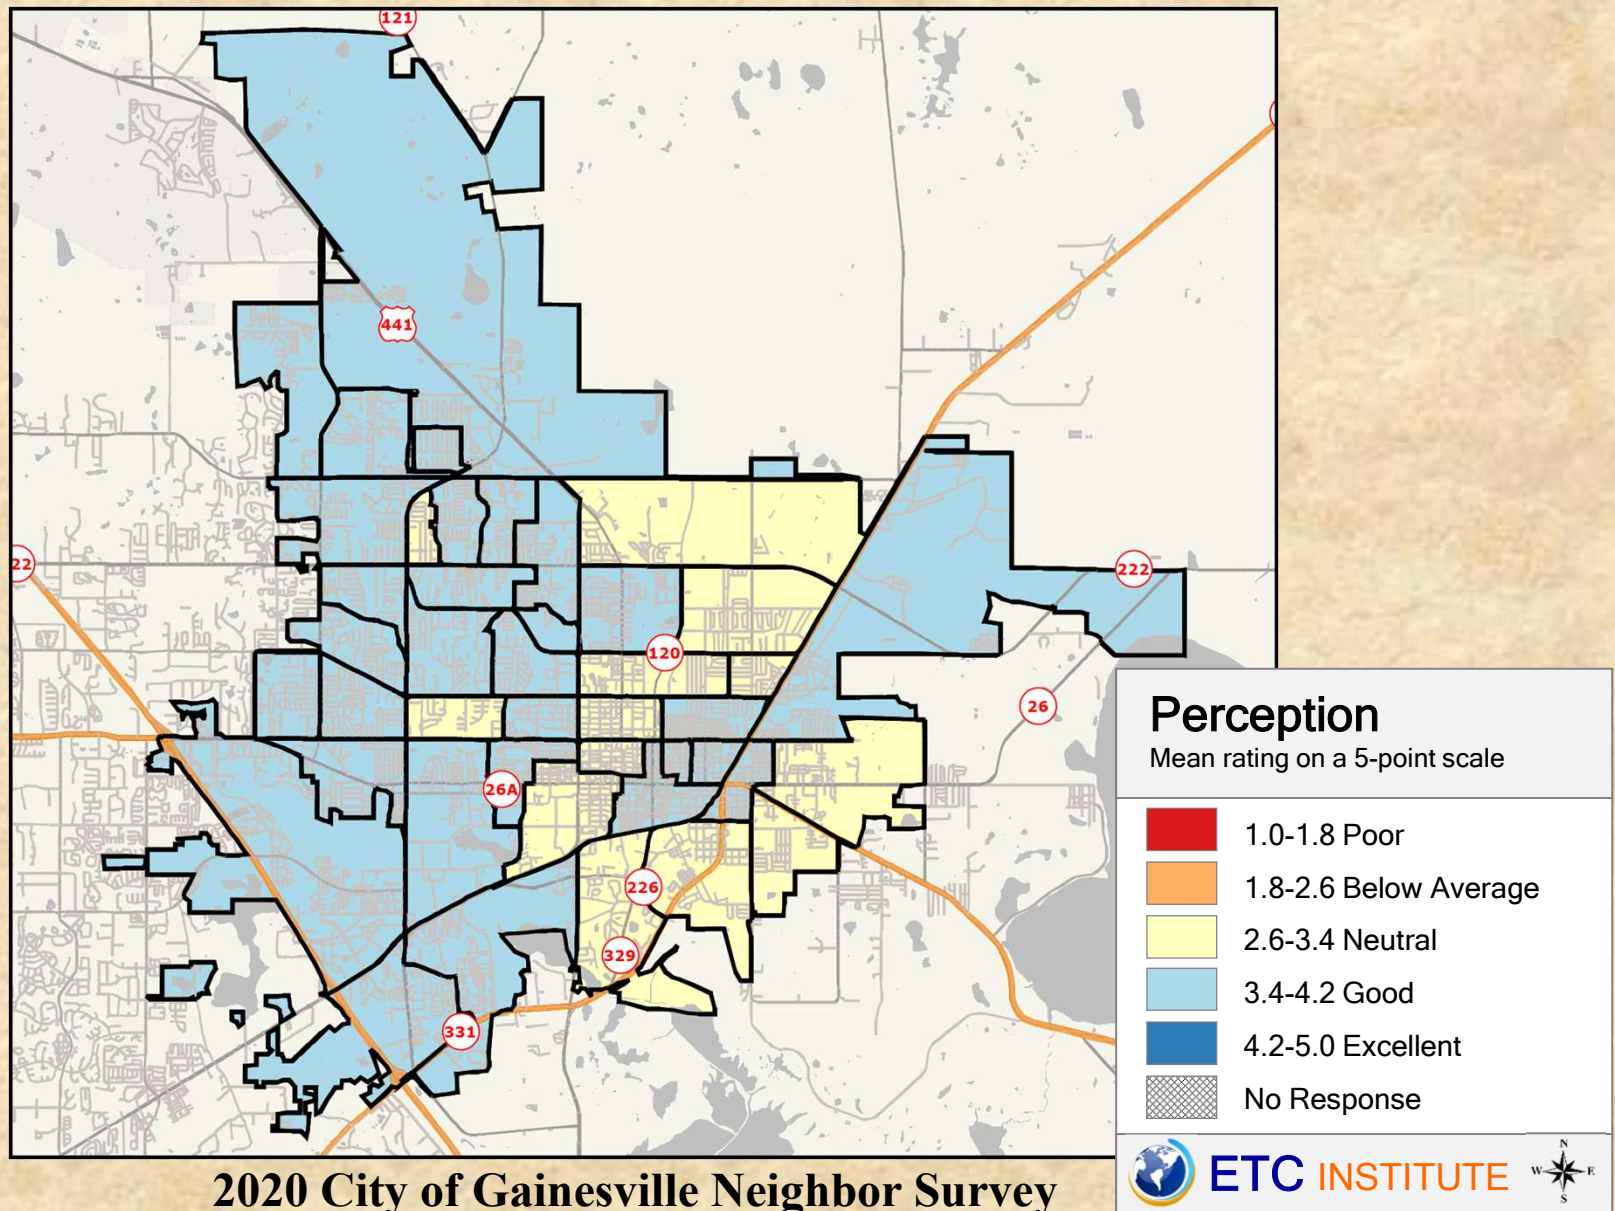 121
441
22
222
120
26
26A
226
329
331
Perception
Mean rating on a 5-point scale
1.0-1.8 Poor
1.8-2.6 Below Average
2.6-3.4 Neutral
3.4-4.2 Good
4.2-5.0 Excellent
No Response
ETC INSTITUTE
N
W E
S
2020 City of Gainesville Neighbor Survey